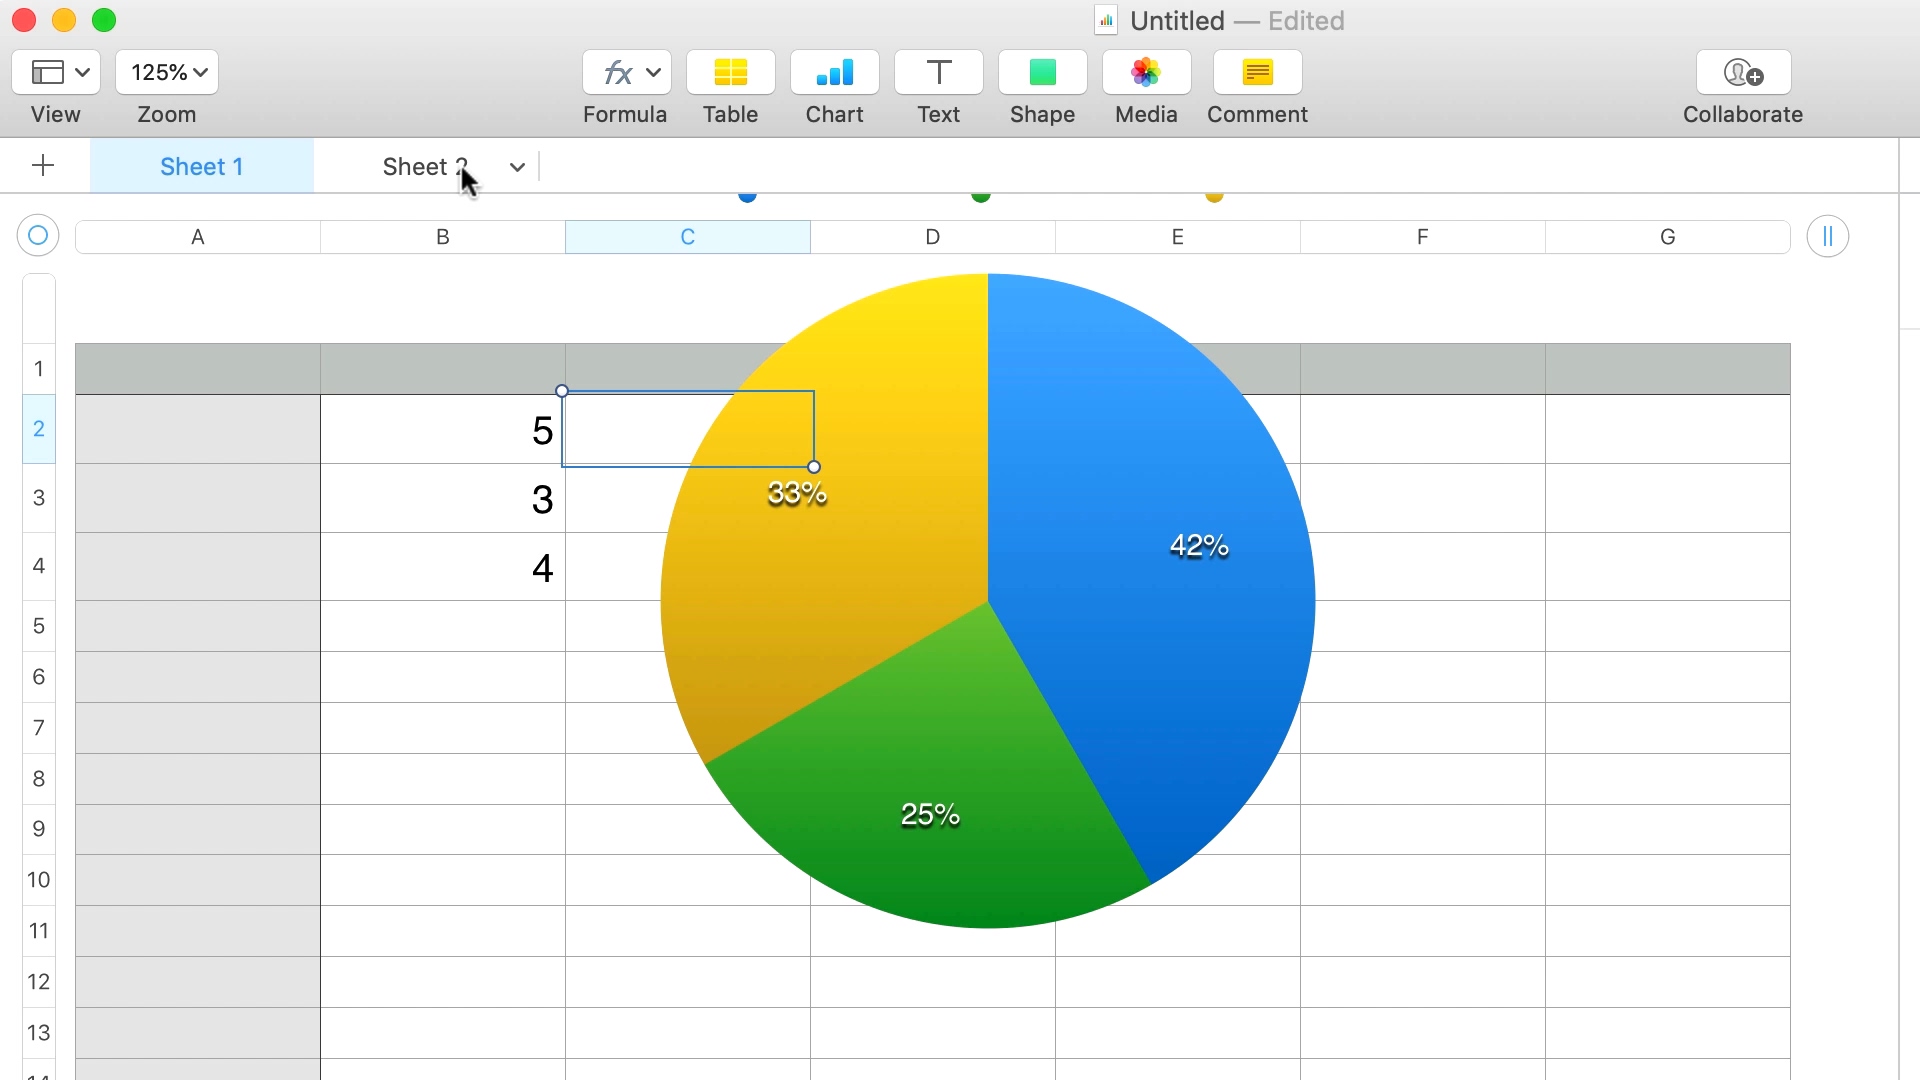 Untitled — Edited
125%
View
Zoom
Formula
Table
Chart
Text
Shape
Media
Comment
Collaborate
Sheet 1
Sheet 2
A
B
C
D
E
F
G
1
2
5
3
3
33%
42%
4
4
5
6
7
8
25%
9
10
11
12
13